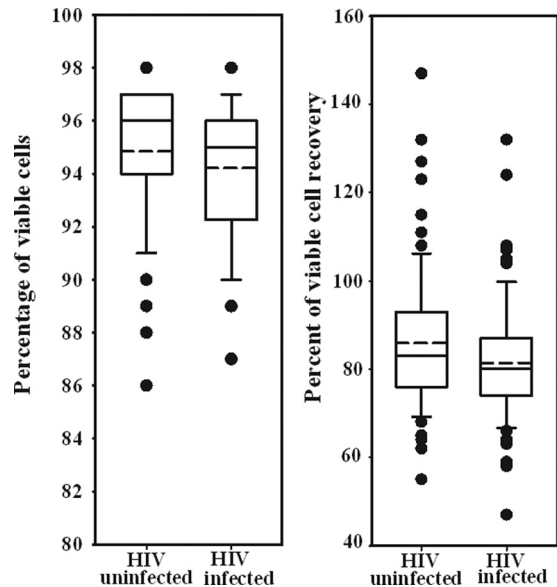 Percentage of viable cells
100
98
96
94
92
90
88
86
84
82
80
HIV
uninfected
HIV
infected
Percent of viable cell recovery
160
140
120
100
80
60
40
HIV
uninfected
HIV
infected